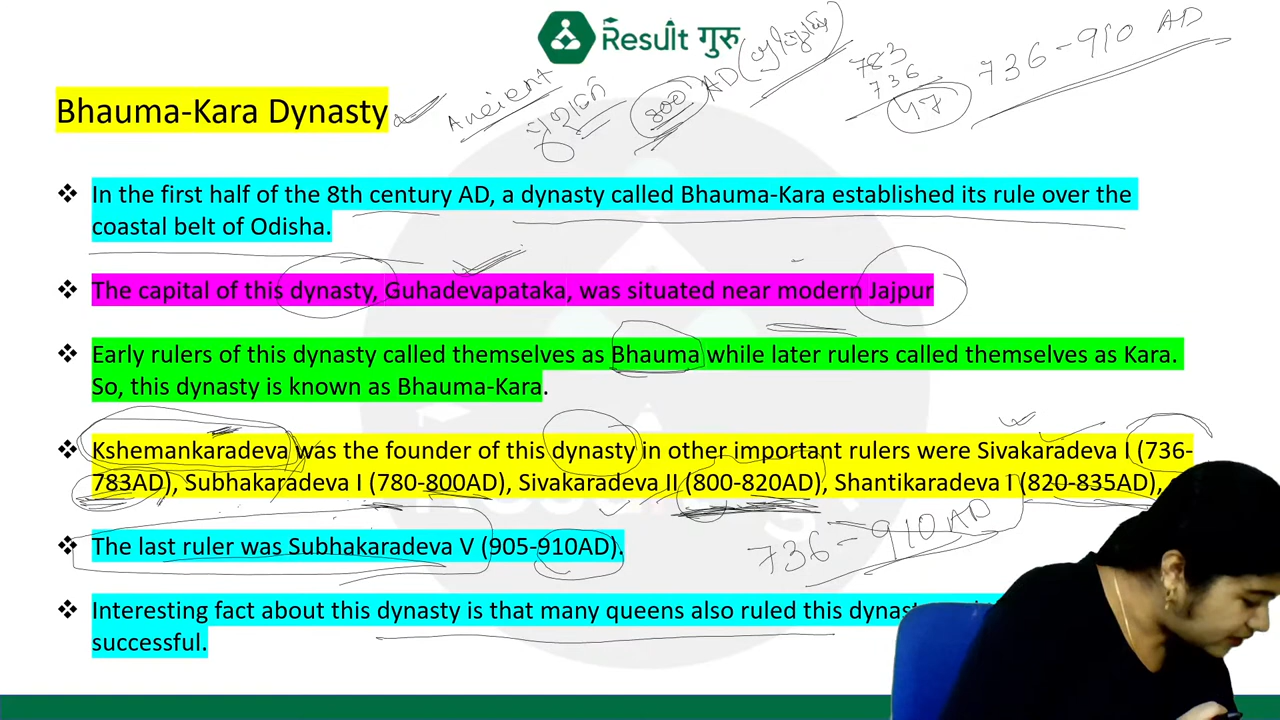 Result गुरु
Ancient
800 AD
783
736
47
736-910 AD
Bhauma-Kara Dynasty
❖ In the first half of the 8th century AD, a dynasty called Bhauma-Kara established its rule over the
coastal belt of Odisha.
❖ The capital of this dynasty, Guhadevapataka, was situated near modern Jajpur
❖ Early rulers of this dynasty called themselves as Bhauma while later rulers called themselves as Kara.
So, this dynasty is known as Bhauma-Kara.
❖ Kshemankaradeva was the founder of this dynasty in other important rulers were Sivakaradeva I (736-
783AD), Subhakaradeva I (780-800AD), Sivakaradeva II (800-820AD), Shantikaradeva I (820-835AD),
736-910 AD
❖ The last ruler was Subhakaradeva V (905-910AD).
❖ Interesting fact about this dynasty is that many queens also ruled this
successful.